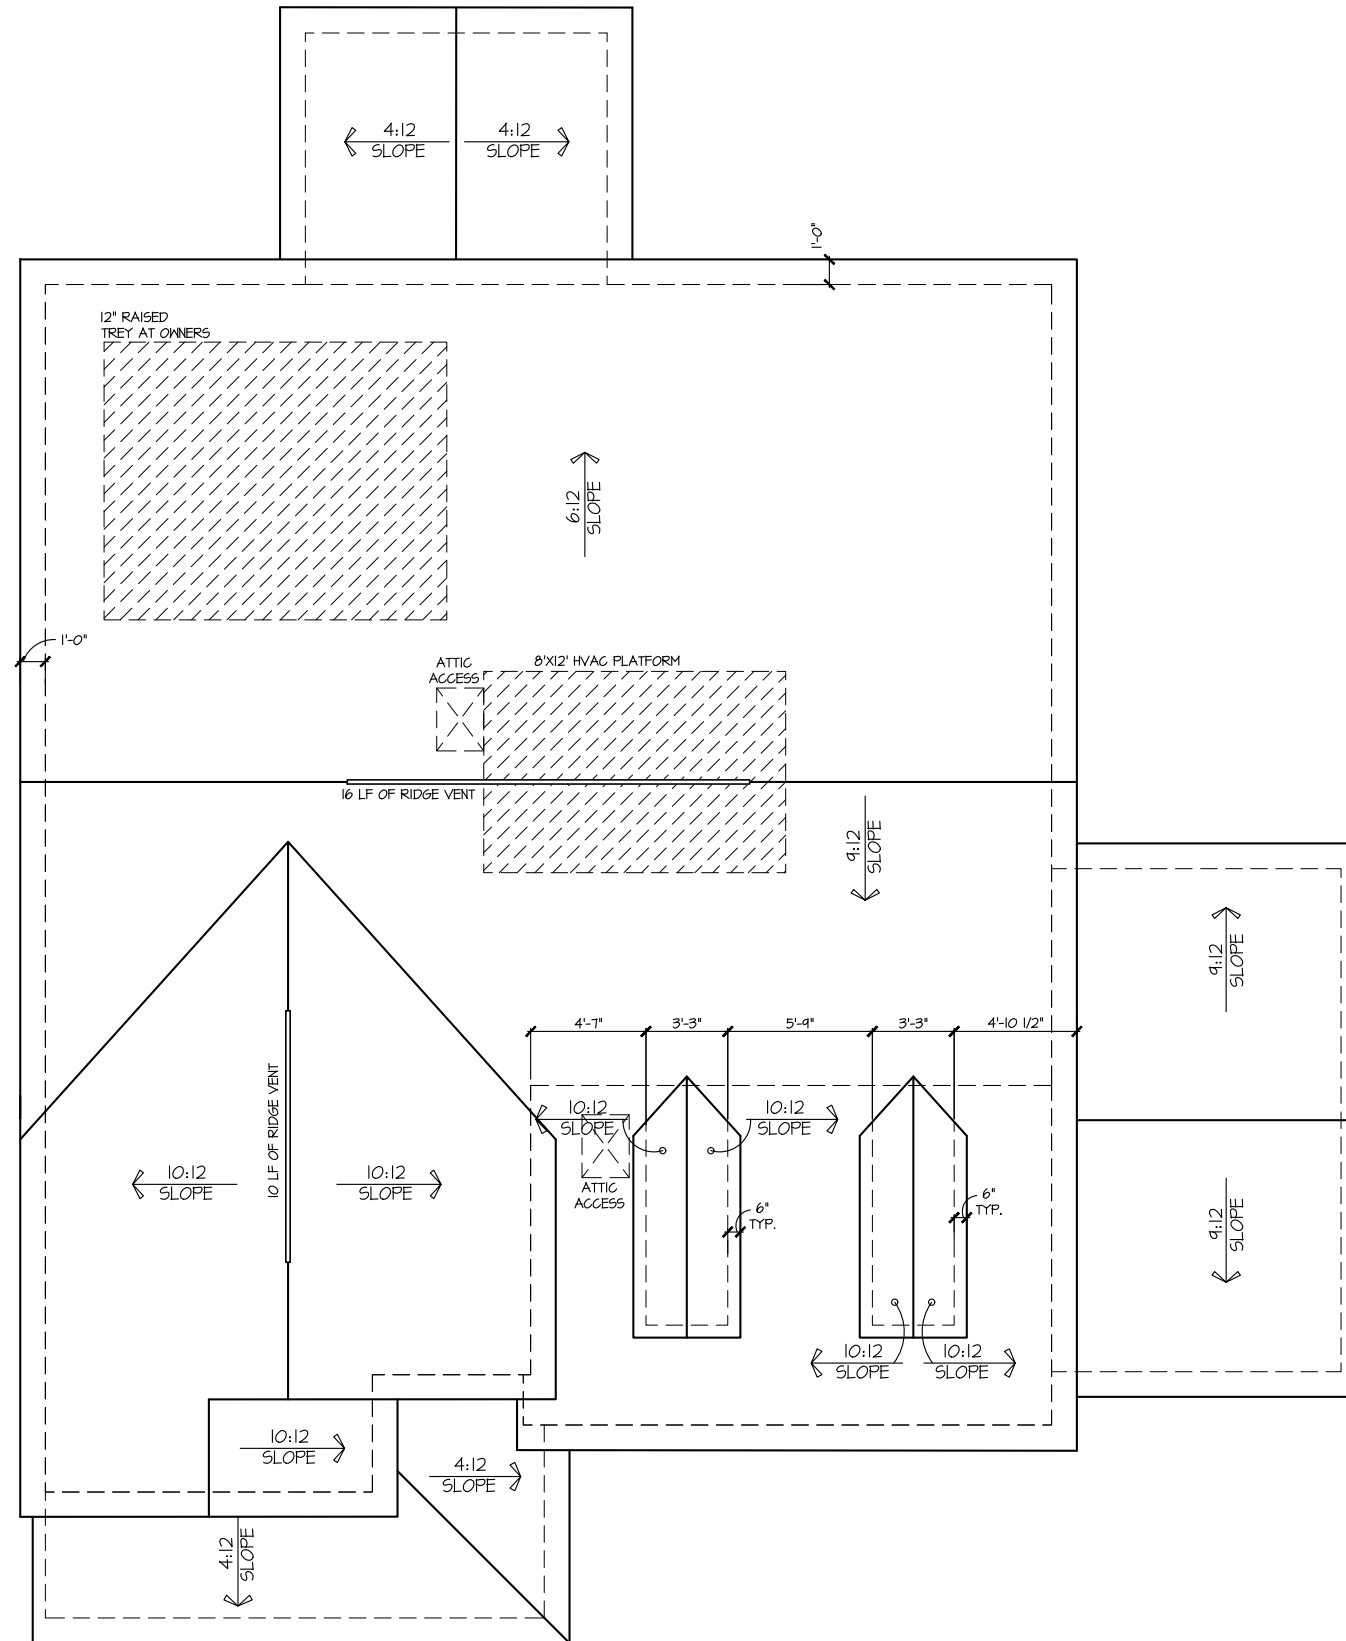 4:12
SLOPE
4:12
SLOPE
1'-0"
12" RAISED
TREY AT OWNERS
6:12
SLOPE
1'-0"
ATTIC
ACCESS
8'X12' HVAC PLATFORM
16 LF OF RIDGE VENT
9:12
SLOPE
9:12
SLOPE
4'-7"
3'-3"
5'-9"
3'-3"
4'-10 1/2"
10 LF OF RIDGE VENT
10:12
SLOPE
10:12
SLOPE
10:12
SLOPE
10:12
SLOPE
ATTIC
ACCESS
6"
TYP.
6"
TYP.
9:12
SLOPE
10:12
SLOPE
10:12
SLOPE
10:12
SLOPE
4:12
SLOPE
4:12
SLOPE